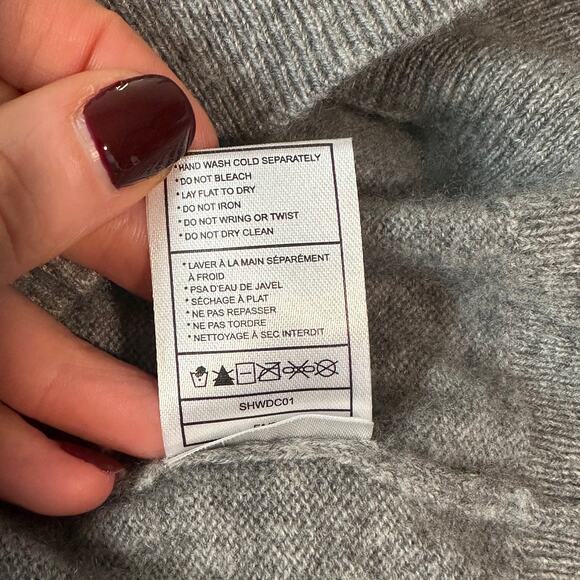 *HAND WASH COLD SEPARATELY
*DO NOT BLEACH
*LAY FLAT TO DRY
*DO NOT IRON
*DO NOT WRING OR TWIST
*DO NOT DRY CLEAN
* LAVER À LA MAIN SÉPARÉMENT
À FROID
* PSA D'EAU DE JAVEL
* SÉCHAGE À PLAT
* NE PAS REPASSER
* NE PAS TORDRE
* NETTOYAGE À SEC INTERDIT
SHWDC01